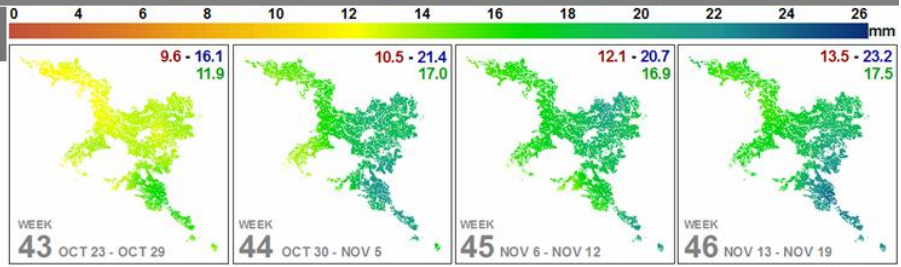 0 4 6 8 10 12 14 16 18 20 22 24 26
mm
9.6 - 16.1
11.9
WEEK
43 OCT 23 - OCT 29
10.5 - 21.4
17.0
WEEK
44 OCT 30 - NOV 5
12.1 - 20.7
16.9
WEEK
45 NOV 6 - NOV 12
13.5 - 23.2
17.5
WEEK
46 NOV 13 - NOV 19